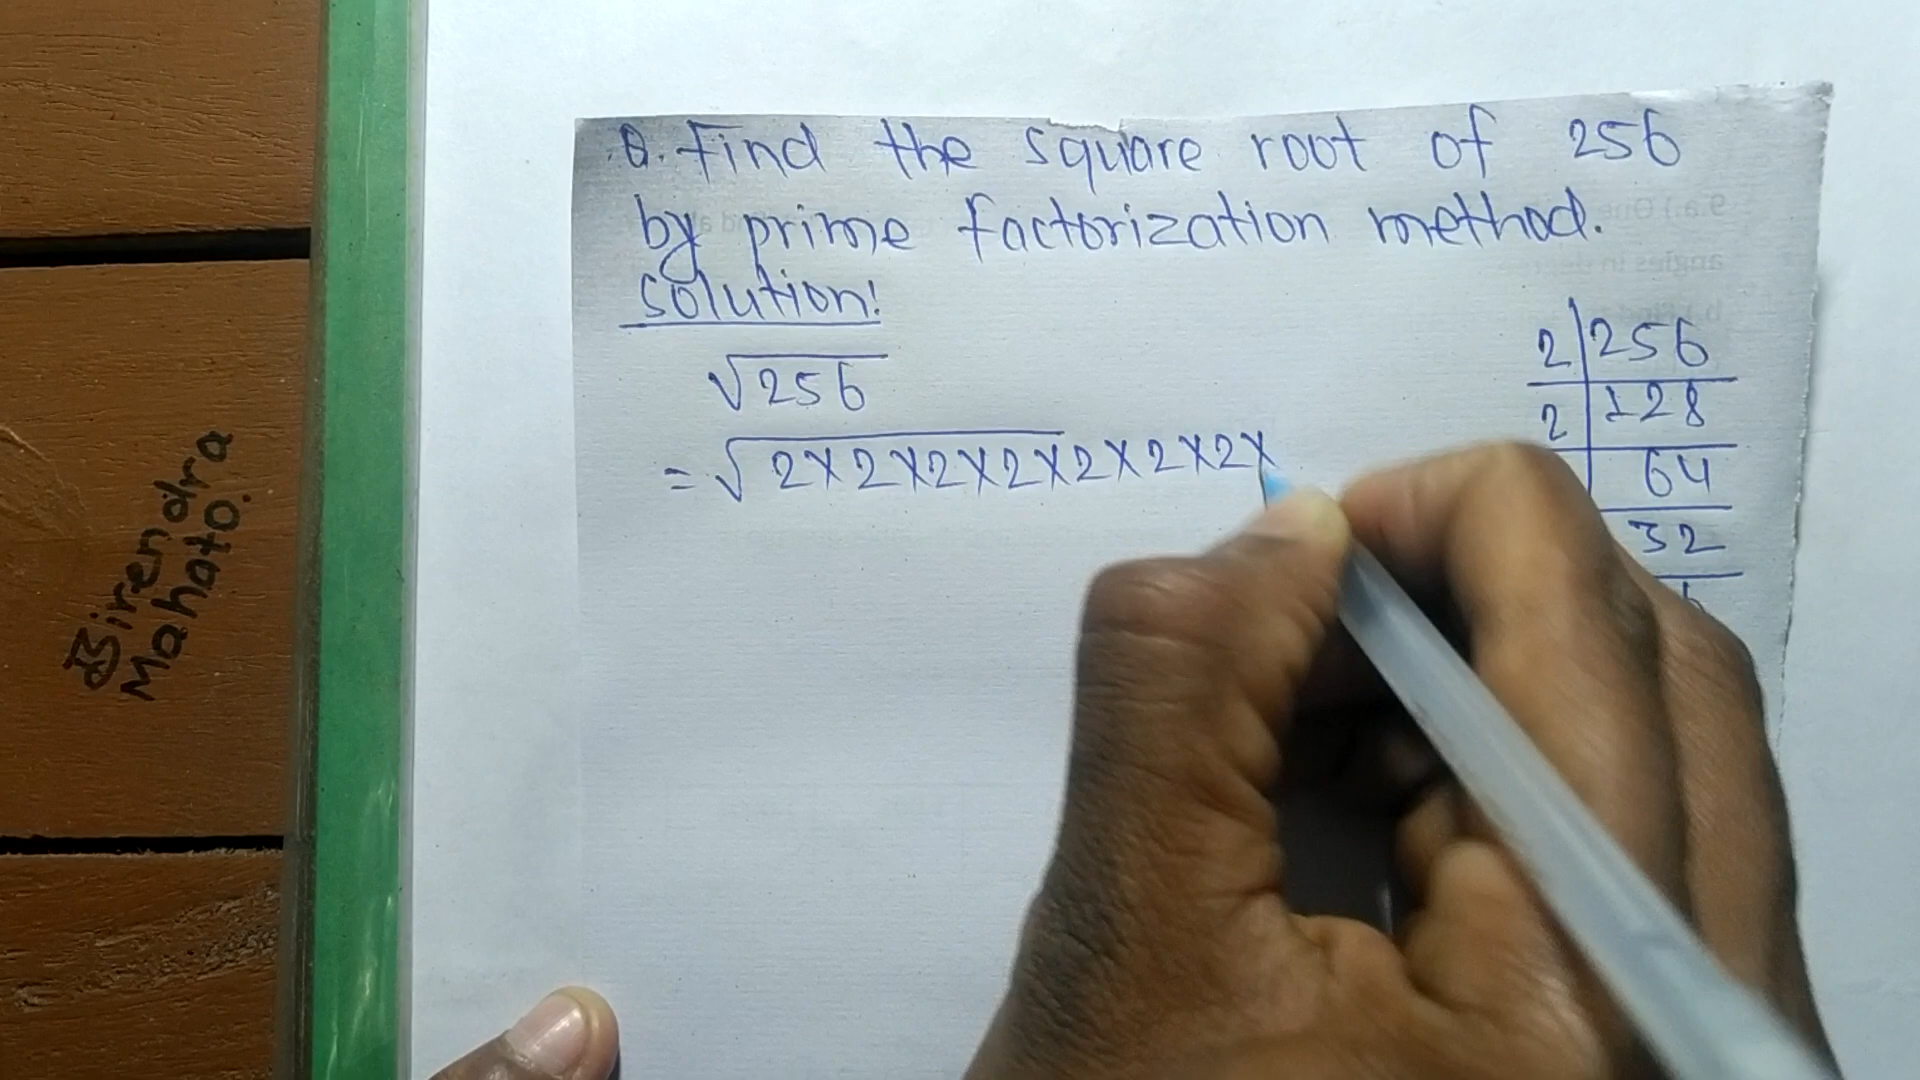 Q. Find the square root of 256
by prime factorization method.
solution:
√256
= √2×2×2×2×2×2×2×
2 | 256
2 | 128
64
32
6
Birendra
Mahato.